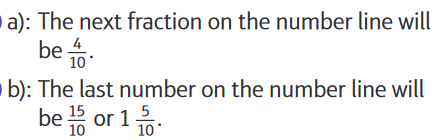 a): The next fraction on the number line will
be 4/10.
b): The last number on the number line will
be 15/10 or 1 5/10.